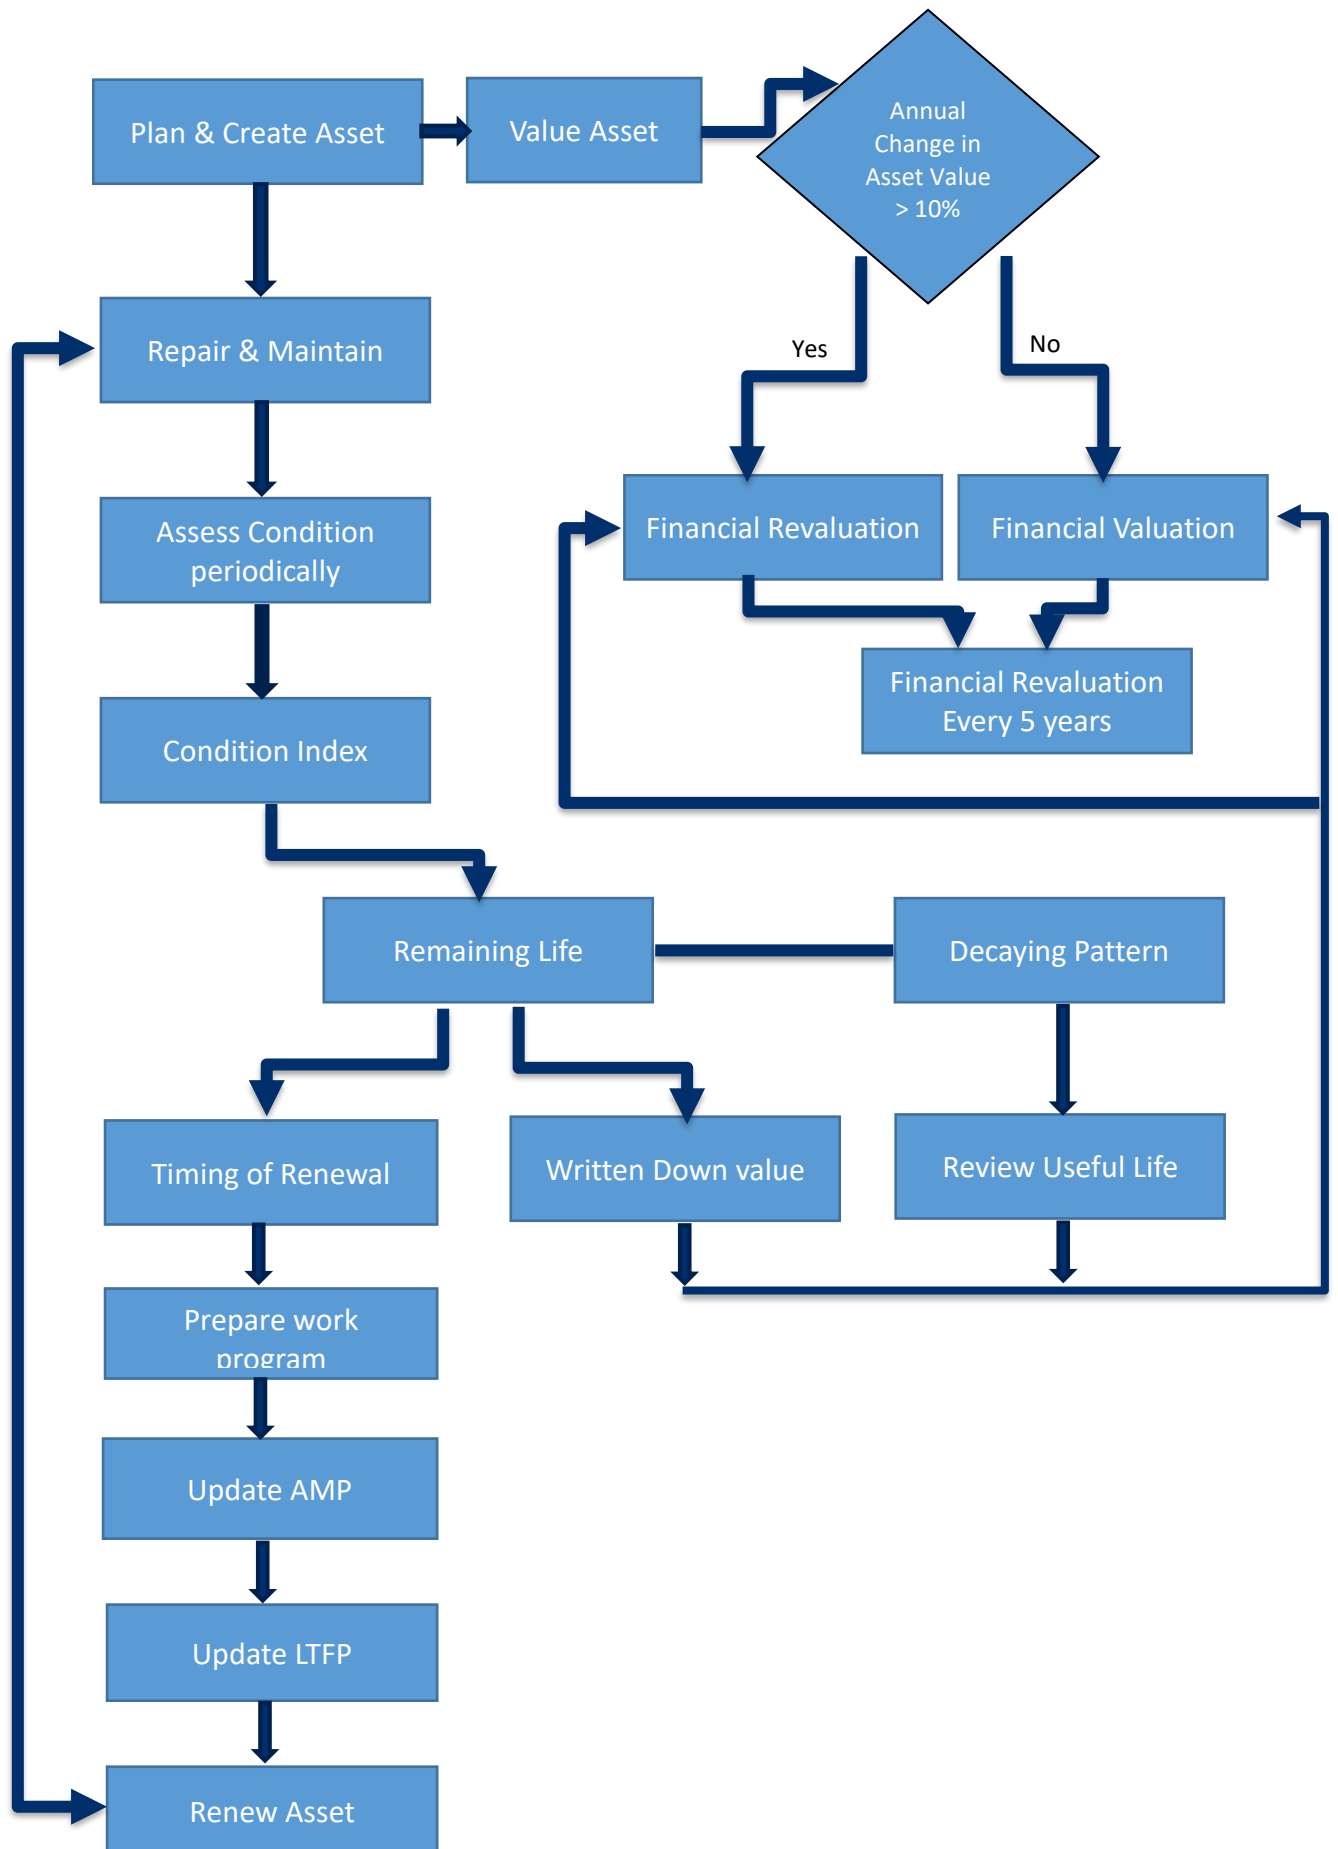 Plan & Create Asset
Value Asset
Annual
Change in
Asset Value
> 10%
Yes
No
Repair & Maintain
Assess Condition
periodically
Financial Revaluation
Financial Valuation
Financial Revaluation
Every 5 years
Condition Index
Remaining Life
Decaying Pattern
Timing of Renewal
Written Down value
Review Useful Life
Prepare work
program
Update AMP
Update LTFP
Renew Asset